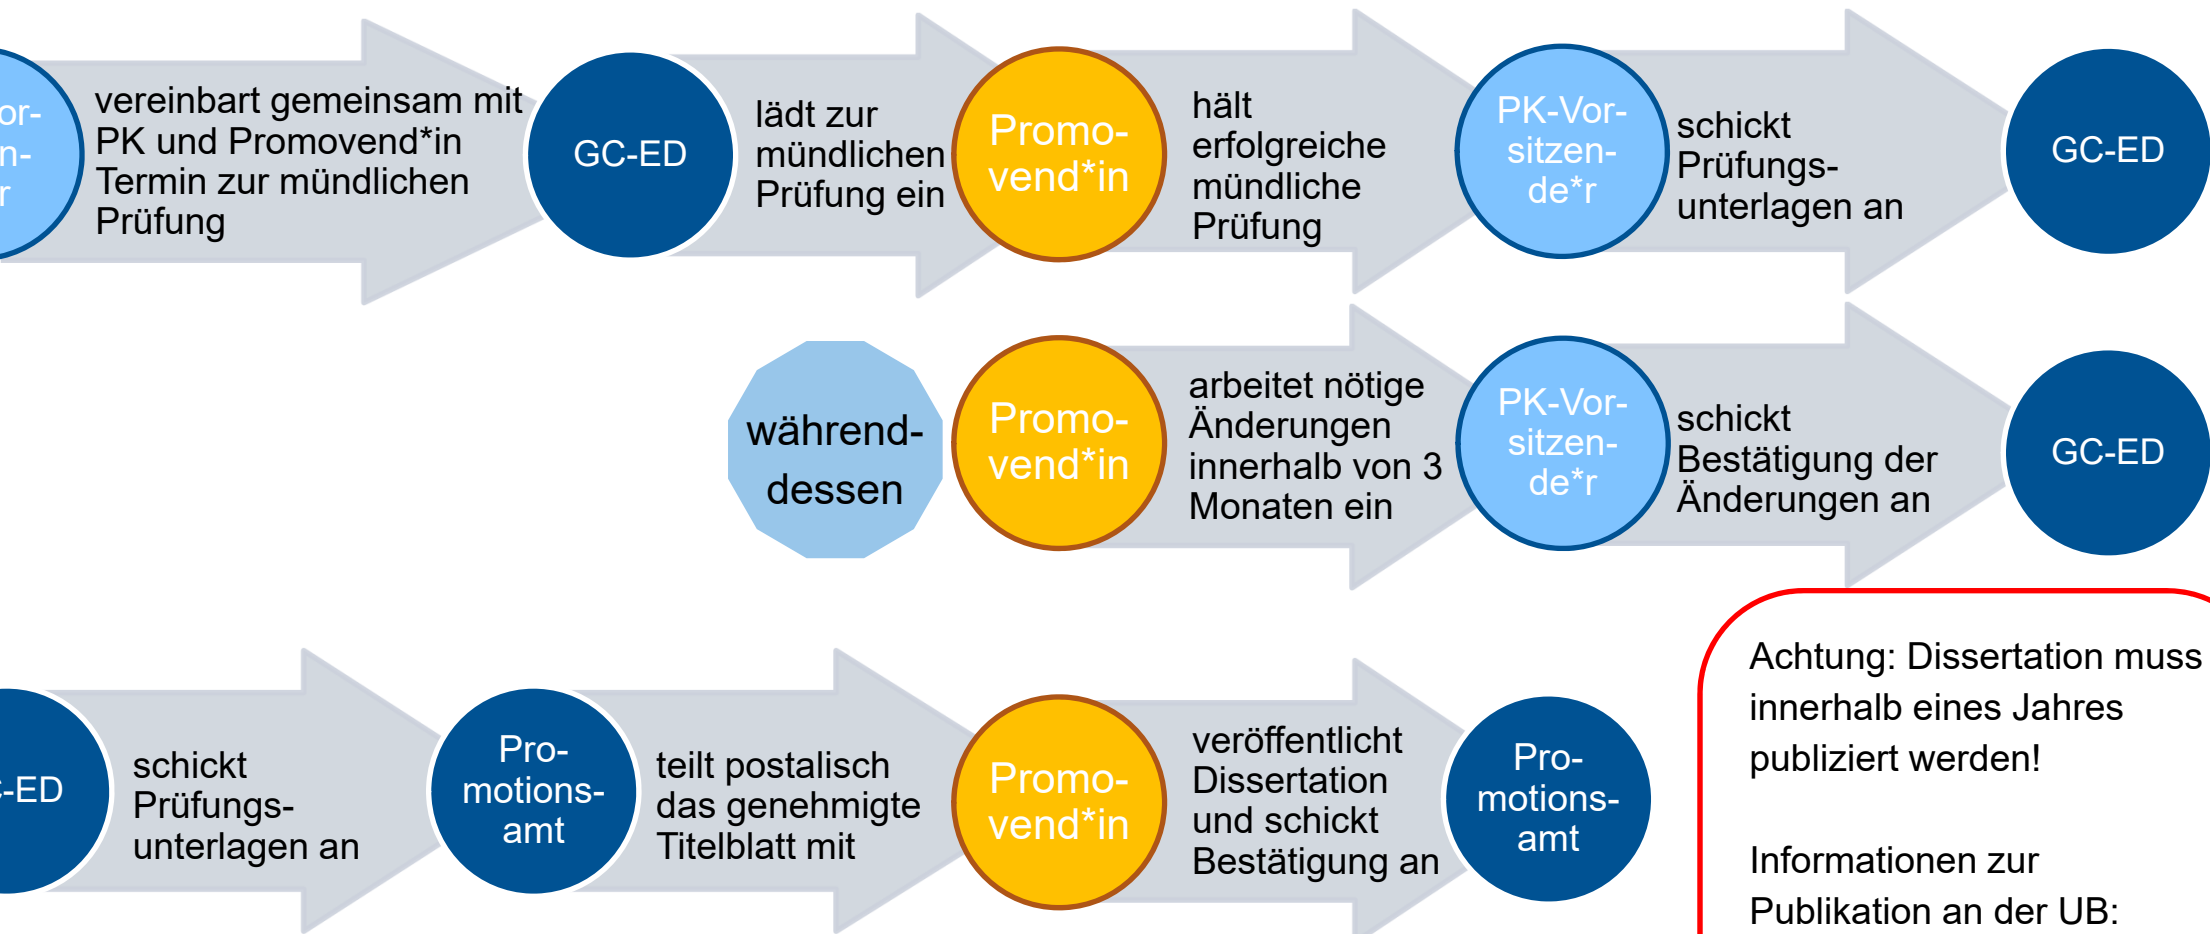 vereinbart gemeinsam mit
PK und Promovend*in
Termin zur mündlichen
Prüfung
GC-ED
lädt zur
mündlichen
Prüfung ein
Promo-
vend*in
hält
erfolgreiche
mündliche
Prüfung
PK-Vor-
sitzen-
de*r
schickt
Prüfungs-
unterlagen an
GC-ED
während-
dessen
Promo-
vend*in
arbeitet nötige
Änderungen
innerhalb von 3
Monaten ein
PK-Vor-
sitzen-
de*r
schickt
Bestätigung der
Änderungen an
GC-ED
-ED
schickt
Prüfungs-
unterlagen an
Pro-
motions-
amt
teilt postalisch
das genehmigte
Titelblatt mit
Promo-
vend*in
veröffentlicht
Dissertation
und schickt
Bestätigung an
Pro-
motions-
amt
Achtung: Dissertation muss
innerhalb eines Jahres
publiziert werden!
Informationen zur
Publikation an der UB: